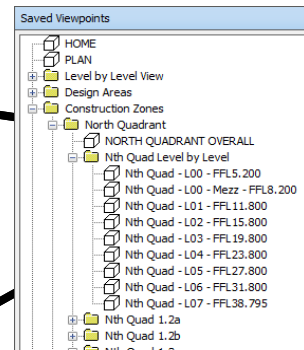 Saved Viewpoints
HOME
PLAN
Level by Level View
Design Areas
Construction Zones
North Quadrant
NORTH QUADRANT OVERALL
Nth Quad Level by Level
Nth Quad - L00 - FFL5.200
Nth Quad - L00 - Mezz - FFL8.200
Nth Quad - L01 - FFL11.800
Nth Quad - L02 - FFL15.800
Nth Quad - L03 - FFL19.800
Nth Quad - L04 - FFL23.800
Nth Quad - L05 - FFL27.800
Nth Quad - L06 - FFL31.800
Nth Quad - L07 - FFL38.795
Nth Quad 1.2a
Nth Quad 1.2b